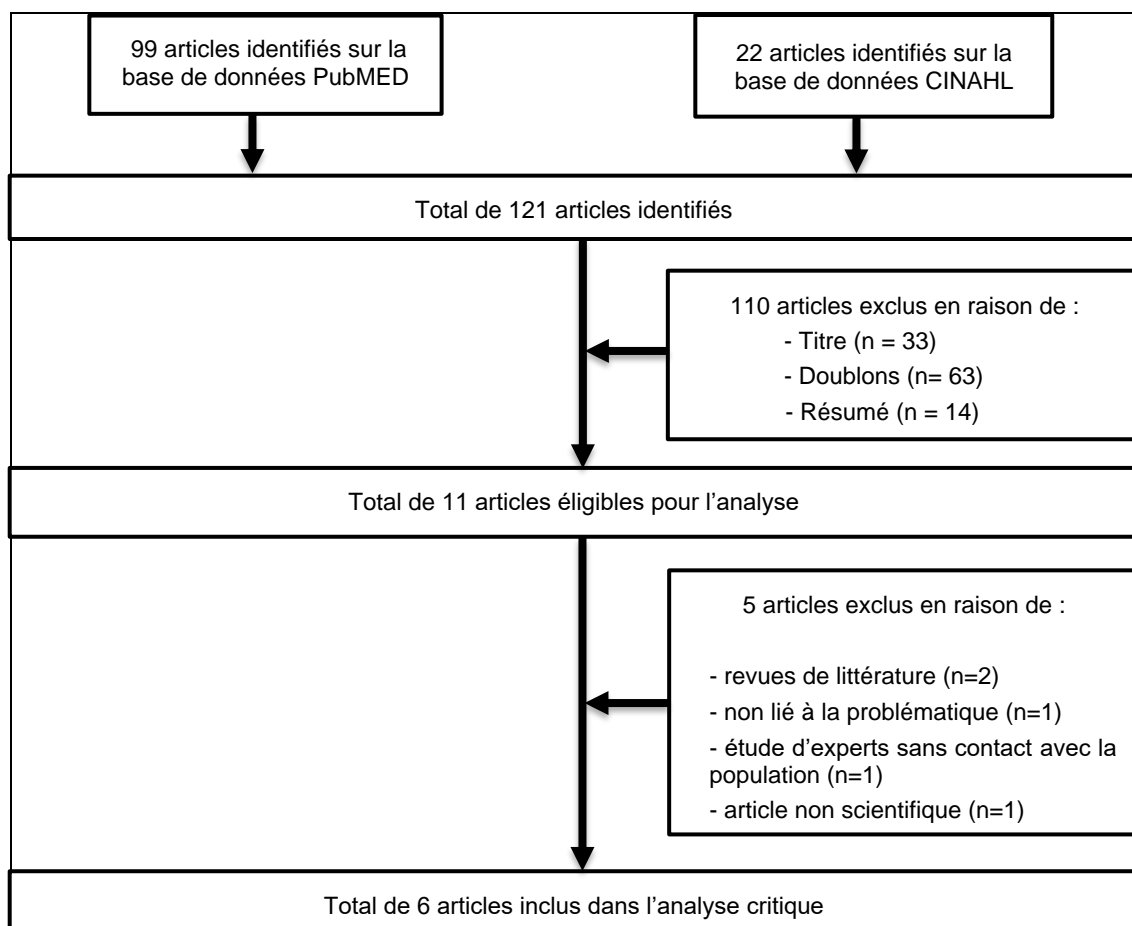 99 articles identifiés sur la
base de données PubMED
22 articles identifiés sur la
base de données CINAHL
Total de 121 articles identifiés
110 articles exclus en raison de :
- Titre (n = 33)
- Doublons (n= 63)
- Résumé (n = 14)
Total de 11 articles éligibles pour l’analyse
5 articles exclus en raison de :
- revues de littérature (n=2)
- non lié à la problématique (n=1)
- étude d’experts sans contact avec la
population (n=1)
- article non scientifique (n=1)
Total de 6 articles inclus dans l’analyse critique